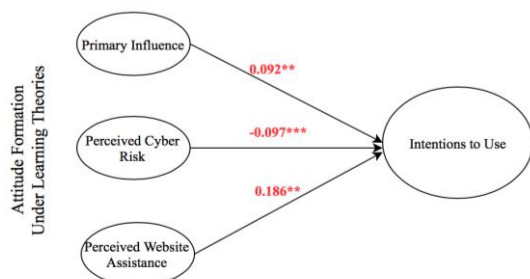 Attitude Formation
Under Learning Theories
Primary Influence
0.092**
Perceived Cyber
Risk
-0.097***
Intentions to Use
0.186**
Perceived Website
Assistance